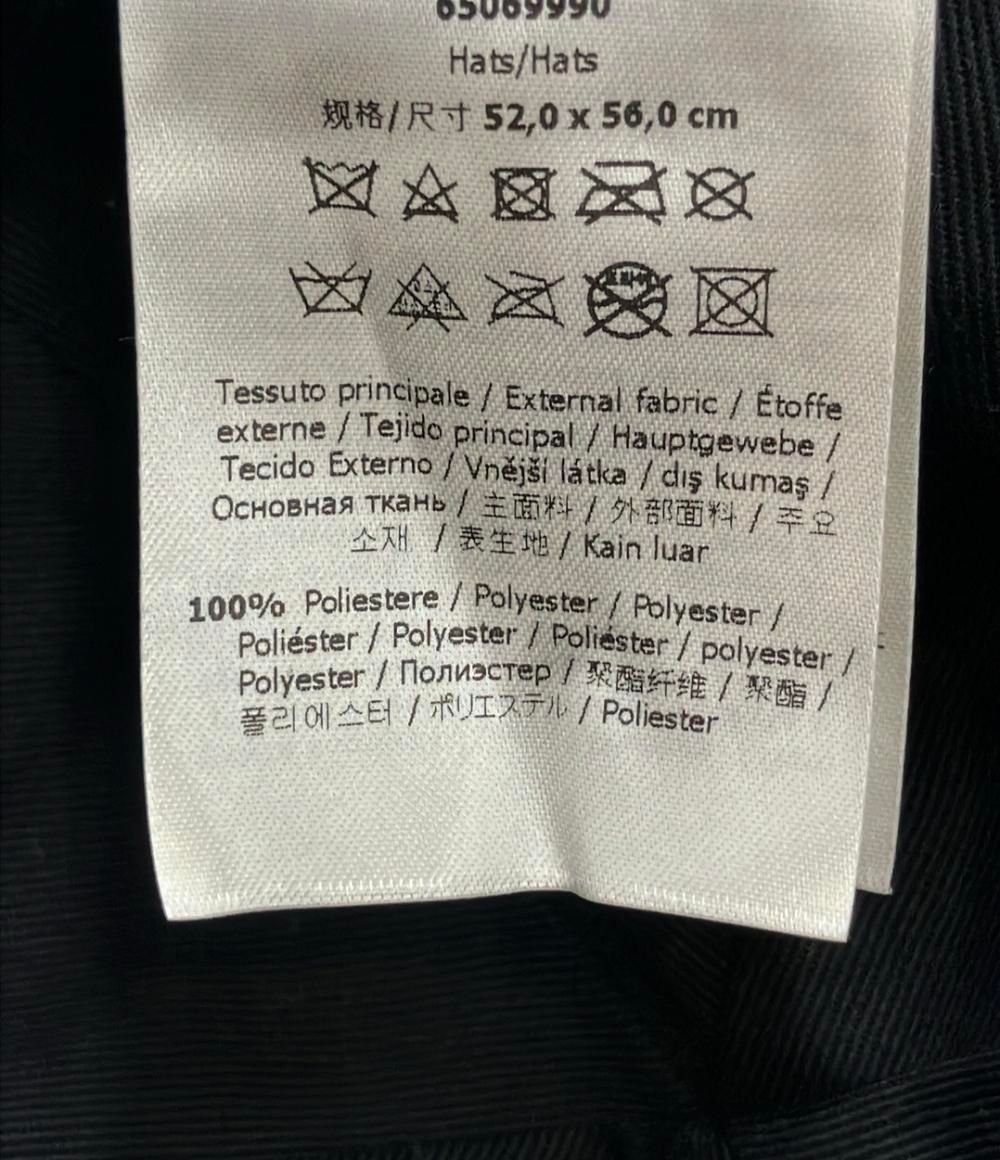 65069990
Hats/Hats
规格/尺寸 52,0 x 56,0 cm
Tessuto principale / External fabric / Étoffe
externe / Tejido principal / Hauptgewebe /
Tecido Externo / Vnější látka / dış kumaş /
Основная ткань / 主面料 / 外部面料 / 주요
소재 / 表生地 / Kain luar
100% Poliestere / Polyester / Polyester /
Poliéster / Polyester / Poliéster / polyester /
Polyester / Полиэстер / 聚酯纤维 / 聚酯 /
폴리에스터 / ポリエステル / Poliester